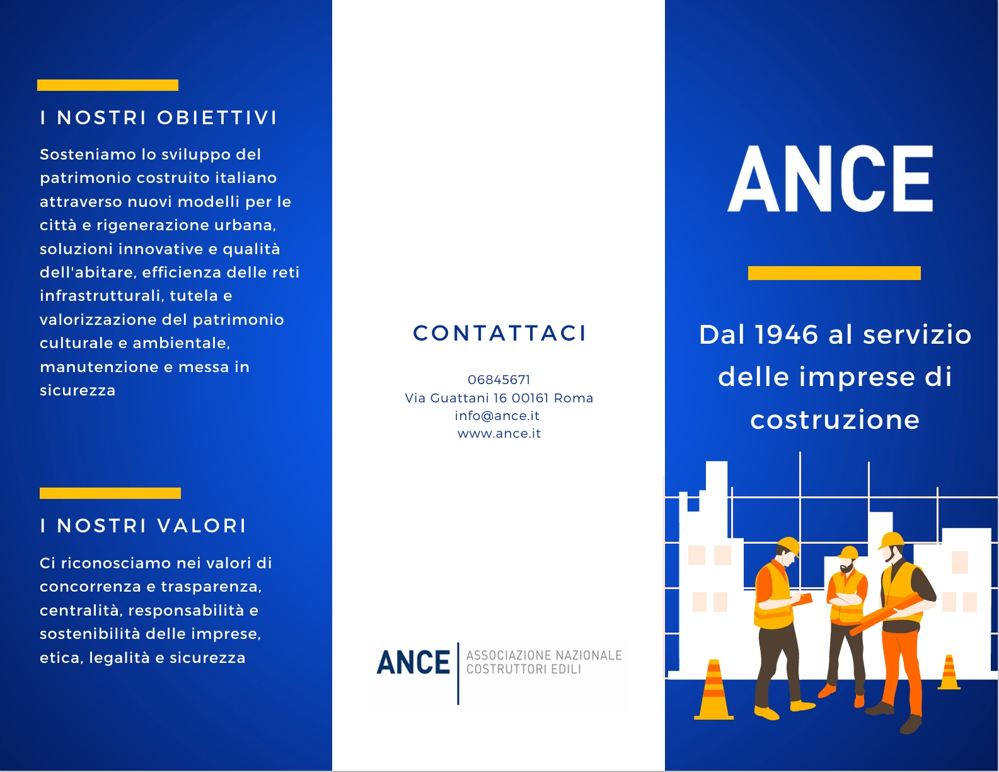 I NOSTRI OBIETTIVI
Sosteniamo lo sviluppo del
patrimonio costruito italiano
attraverso nuovi modelli per le
città e rigenerazione urbana,
soluzioni innovative e qualità
dell'abitare, efficienza delle reti
infrastrutturali, tutela e
valorizzazione del patrimonio
culturale e ambientale,
manutenzione e messa in
sicurezza
I NOSTRI VALORI
Ci riconosciamo nei valori di
concorrenza e trasparenza,
centralità, responsabilità e
sostenibilità delle imprese,
etica, legalità e sicurezza
CONTATTACI
06845671
Via Guattani 16 00161 Roma
info@ance.it
www.ance.it
ANCE
ASSOCIAZIONE NAZIONALE
COSTRUTTORI EDILI
ANCE
Dal 1946 al servizio
delle imprese di
costruzione